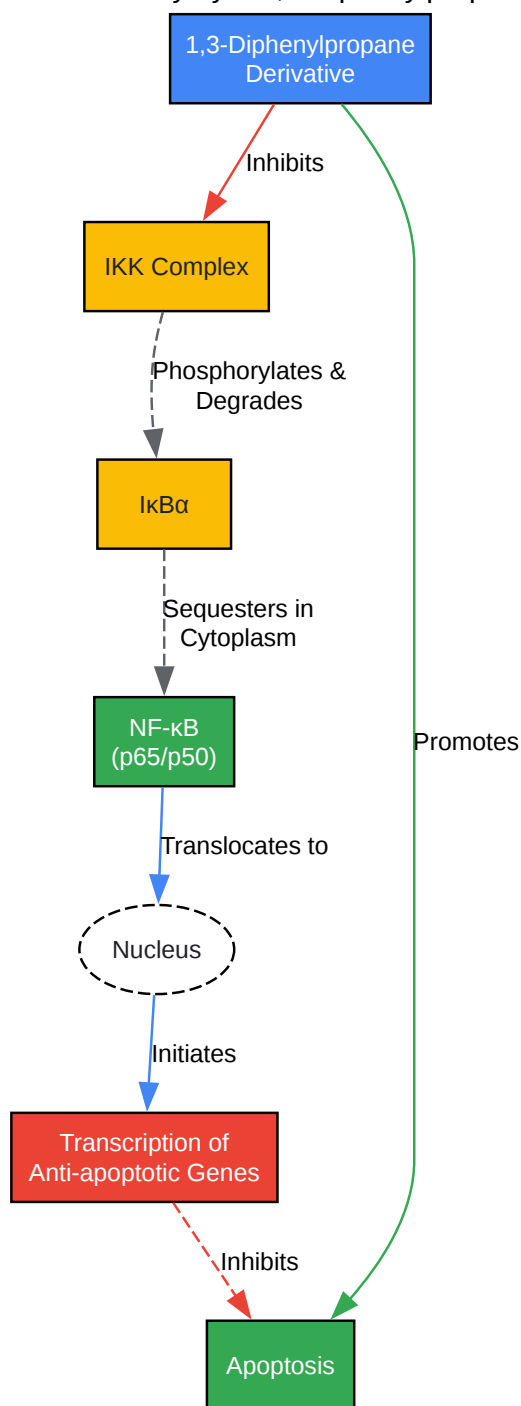 1,3-Diphenylpropane
Derivative
Inhibits
IKK Complex
Phosphorylates &
Degrades
IκBα
Sequesters in
Cytoplasm
NF-κB
(p65/p50)
Promotes
Translocates to
Nucleus
Initiates
Transcription of
Anti-apoptotic Genes
Inhibits
Apoptosis